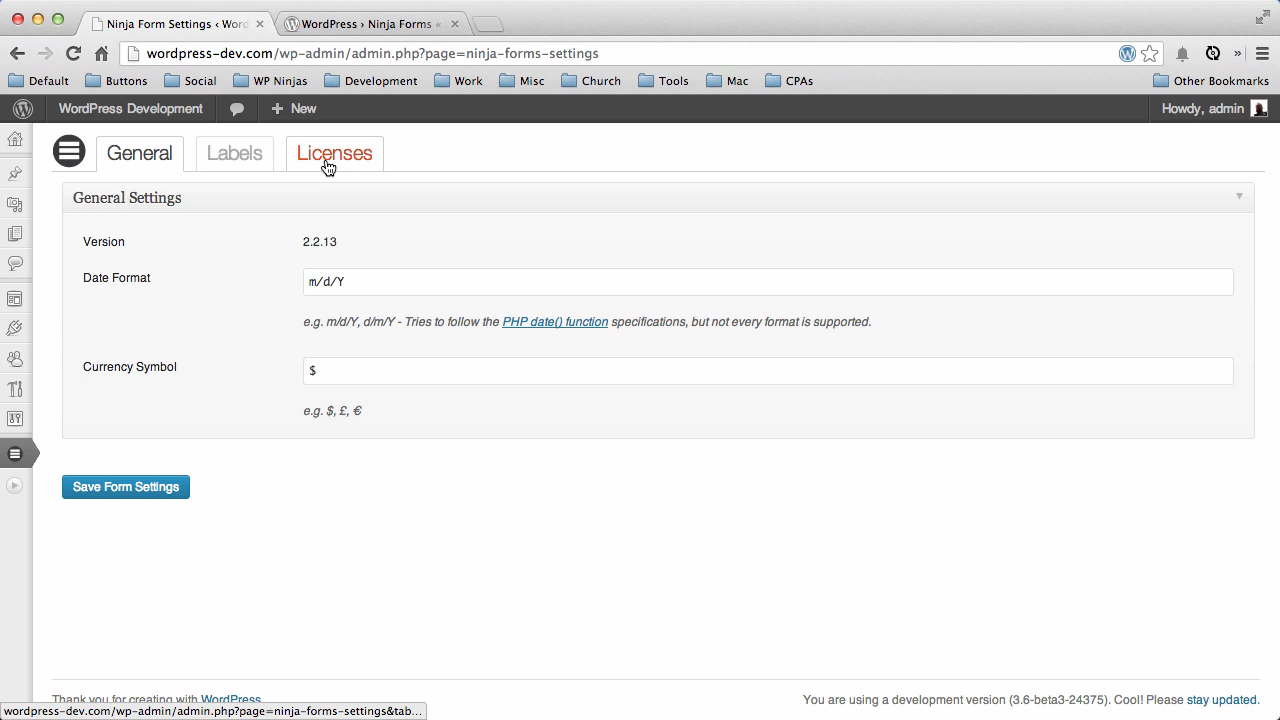 Ninja Form Settings ‹ Word
WordPress › Ninja Forms «
wordpress-dev.com/wp-admin/admin.php?page=ninja-forms-settings
Default Buttons Social WP Ninjas Development Work Misc Church Tools Mac CPAs Other Bookmarks
WordPress Development + New Howdy, admin
General Labels Licenses
General Settings
Version 2.2.13
Date Format m/d/Y
e.g. m/d/Y, d/m/Y - Tries to follow the PHP date() function specifications, but not every format is supported.
Currency Symbol $
e.g. $, £, €
Save Form Settings
Thank you for creating with WordPress.
You are using a development version (3.6-beta3-24375). Cool! Please stay updated.
wordpress-dev.com/wp-admin/admin.php?page=ninja-forms-settings&tab...